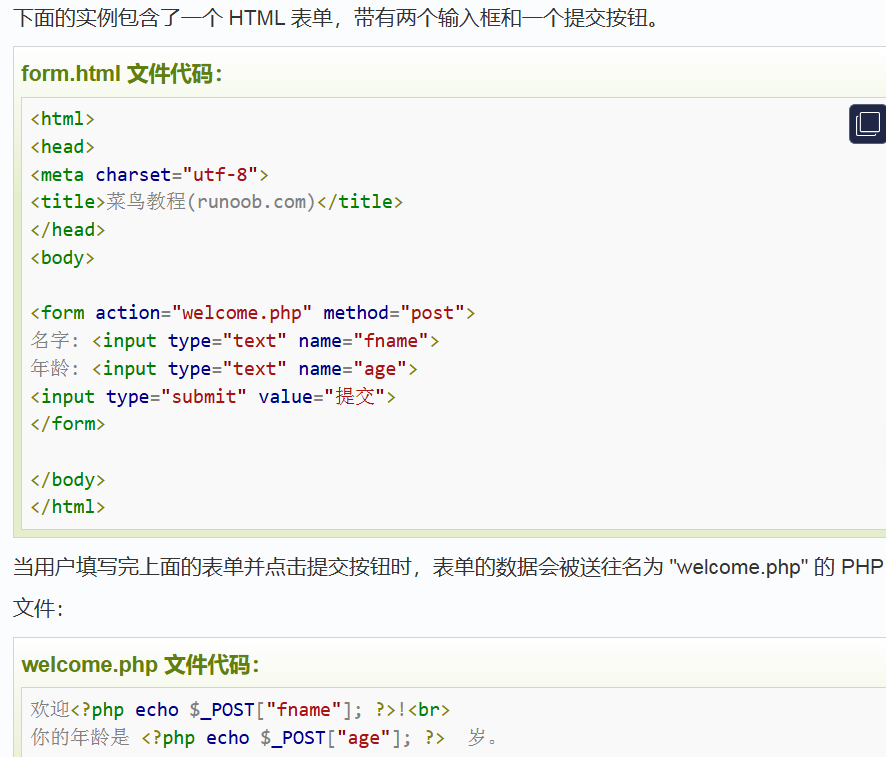 下面的实例包含了一个 HTML 表单，带有两个输入框和一个提交按钮。
form.html 文件代码：
<html>
<head>
<meta charset="utf-8">
<title>菜鸟教程(runoob.com)</title>
</head>
<body>
<form action="welcome.php" method="post">
名字: <input type="text" name="fname">
年龄: <input type="text" name="age">
<input type="submit" value="提交">
</form>
</body>
</html>
当用户填写完上面的表单并点击提交按钮时，表单的数据会被送往名为 "welcome.php" 的 PHP
文件：
welcome.php 文件代码：
欢迎<?php echo $_POST["fname"]; ?>!<br>
你的年龄是 <?php echo $_POST["age"]; ?>  岁。